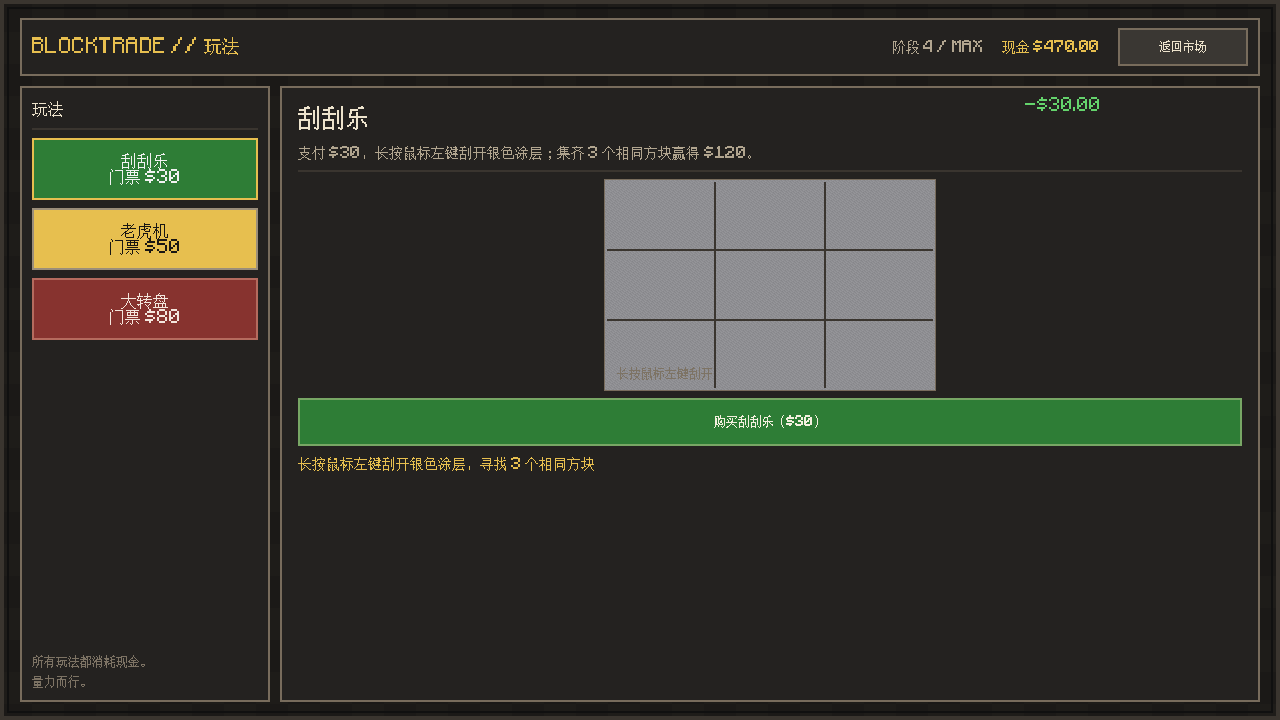 BLOCKTRADE // 玩法
阶段 4 / MAX
现金 $470.00
返回市场
玩法
刮刮乐
门票 $30
老虎机
门票 $50
大转盘
门票 $80
所有玩法都消耗现金。
量力而行。
刮刮乐
-$30.00
支付 $30，长按鼠标左键刮开银色涂层；集齐 3 个相同方块赢得 $120。
长按鼠标左键刮开
购买刮刮乐（$30）
长按鼠标左键刮开银色涂层，寻找 3 个相同方块